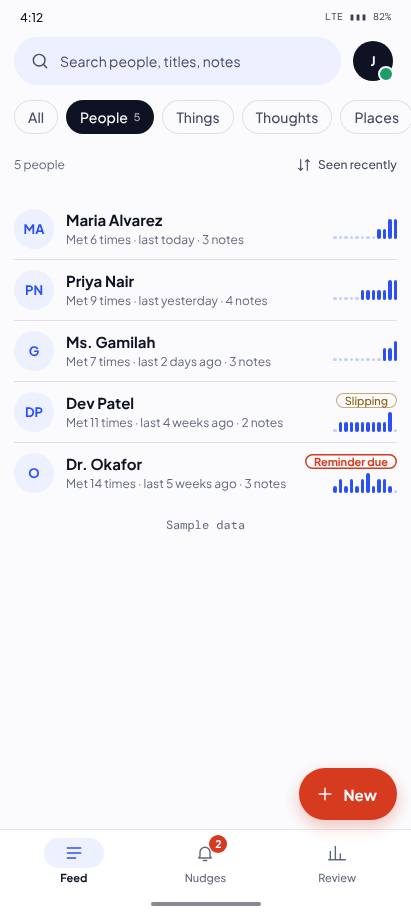 4:12
LTE 82%
Search people, titles, notes
J
All
People 5
Things
Thoughts
Places
5 people
Seen recently
MA
Maria Alvarez
Met 6 times · last today · 3 notes
PN
Priya Nair
Met 9 times · last yesterday · 4 notes
G
Ms. Gamilah
Met 7 times · last 2 days ago · 3 notes
DP
Dev Patel
Met 11 times · last 4 weeks ago · 2 notes
Slipping
O
Dr. Okafor
Met 14 times · last 5 weeks ago · 3 notes
Reminder due
Sample data
New
2
Feed
Nudges
Review